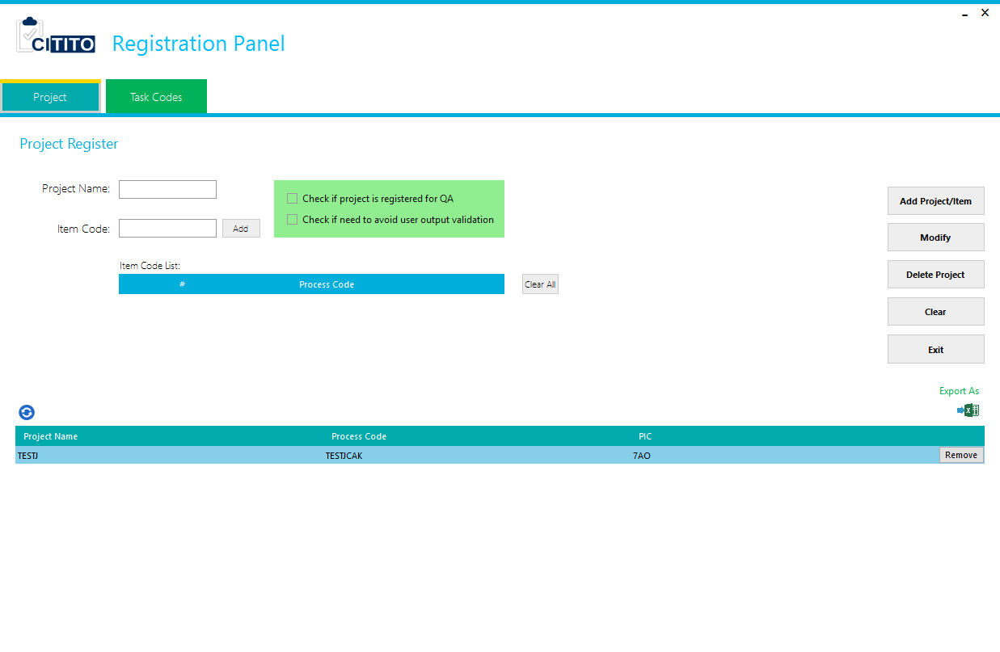 CITITO
Registration Panel
Project
Task Codes
Project Register
Project Name:
Check if project is registered for QA
Check if need to avoid user output validation
Item Code:
Add
Item Code List:
# Process Code
Clear All
Add Project/Item
Modify
Delete Project
Clear
Exit
Export As
Project Name Process Code PIC
TESTJ TESTJCAK 7AO Remove